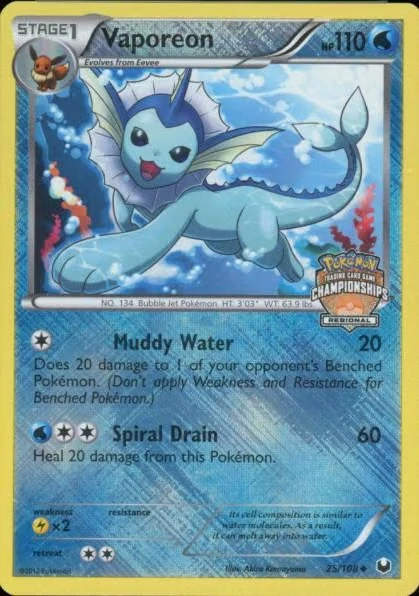 STAGE1
Vaporeon
HP110
Evolves from Eevee
POKéMON
TRADING CARD GAME
CHAMPIONSHIPS
REGIONAL
NO. 134 Bubble Jet Pokémon HT: 3'03" WT: 63.9 lbs
Muddy Water 20
Does 20 damage to 1 of your opponent's Benched
Pokémon. (Don't apply Weakness and Resistance for
Benched Pokémon.)
Spiral Drain 60
Heal 20 damage from this Pokémon.
weakness resistance
×2
retreat
Its cell composition is similar to
water molecules. As a result,
it can melt away into water.
©2012 Pokémon
Illus. Akira Komayama
25/108